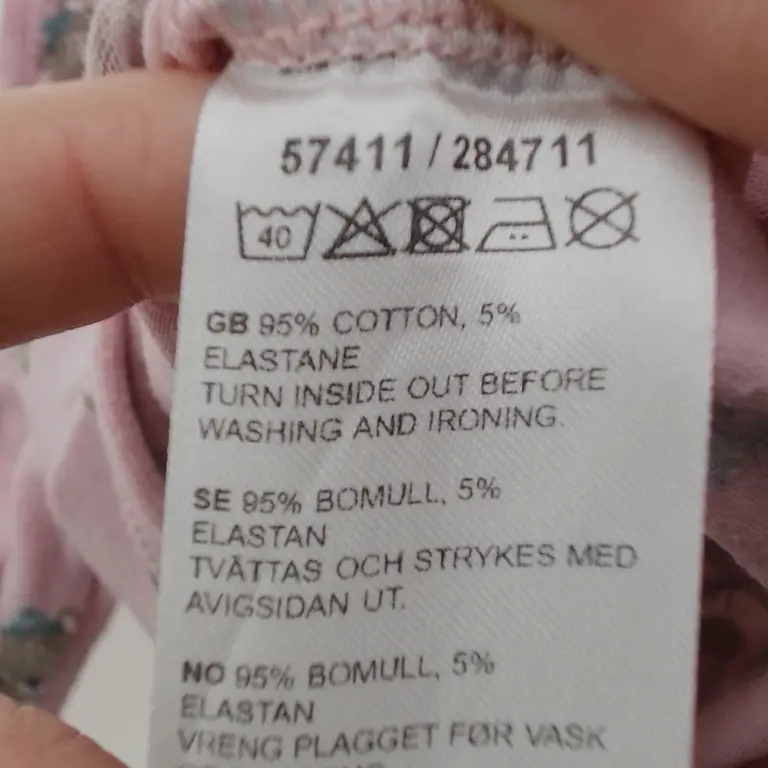 57411 / 284711
40
GB 95% COTTON, 5%
ELASTANE
TURN INSIDE OUT BEFORE
WASHING AND IRONING.
SE 95% BOMULL, 5%
ELASTAN
TVÄTTAS OCH STRYKES MED
AVIGSIDAN UT.
NO 95% BOMULL, 5%
ELASTAN
VRENG PLAGGET FØR VASK